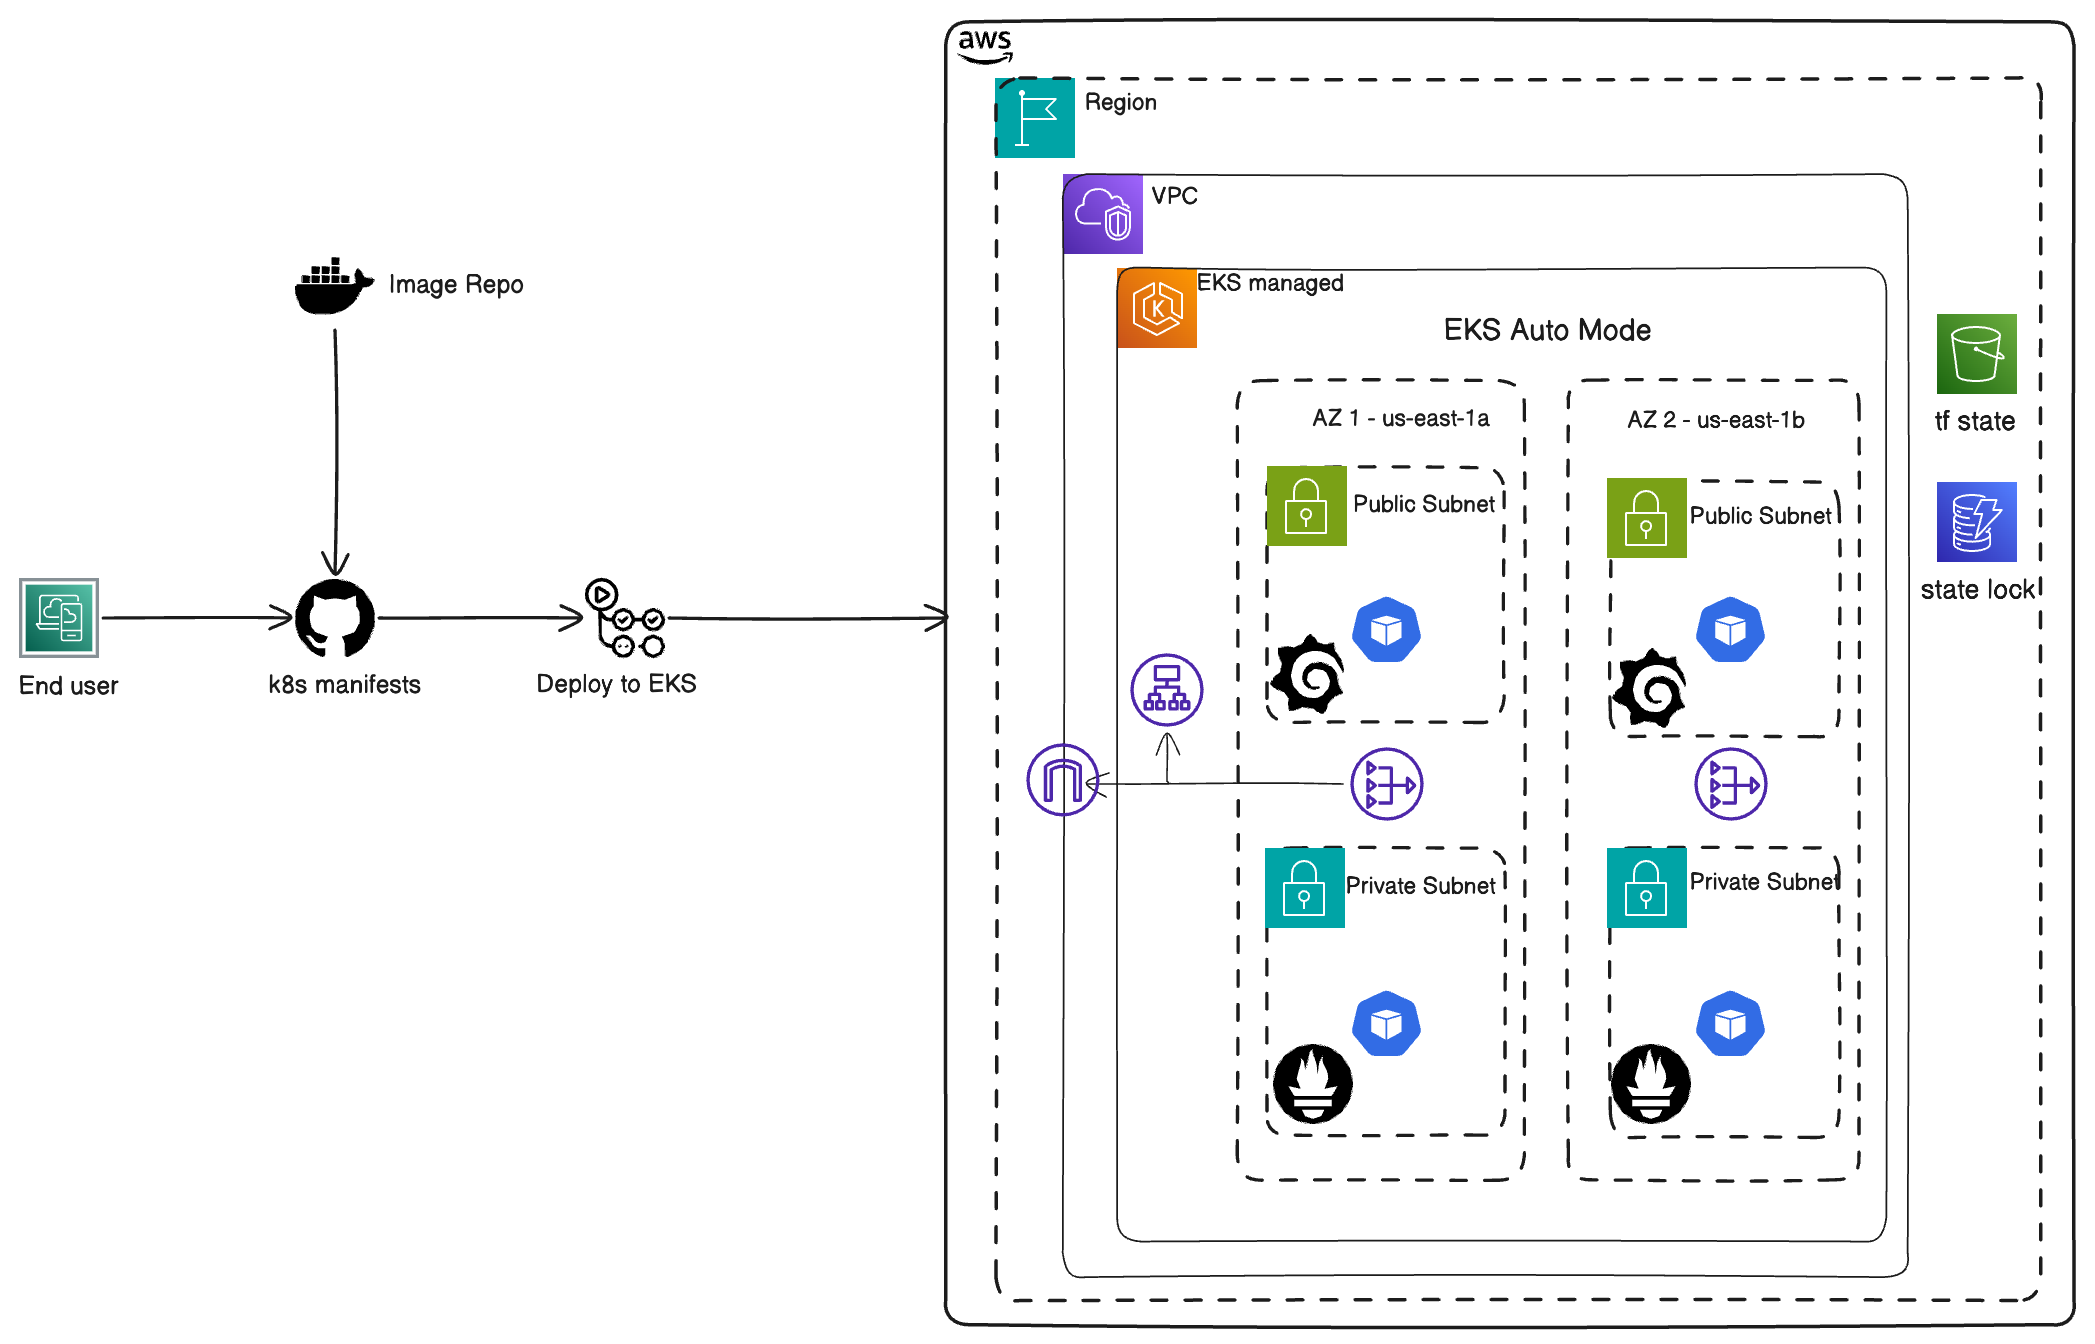 aws
Region
VPC
EKS managed
EKS Auto Mode
AZ 1 - us-east-1a
AZ 2 - us-east-1b
Public Subnet
Public Subnet
Private Subnet
Private Subnet
tf state
state lock
Image Repo
End user
k8s manifests
Deploy to EKS
K